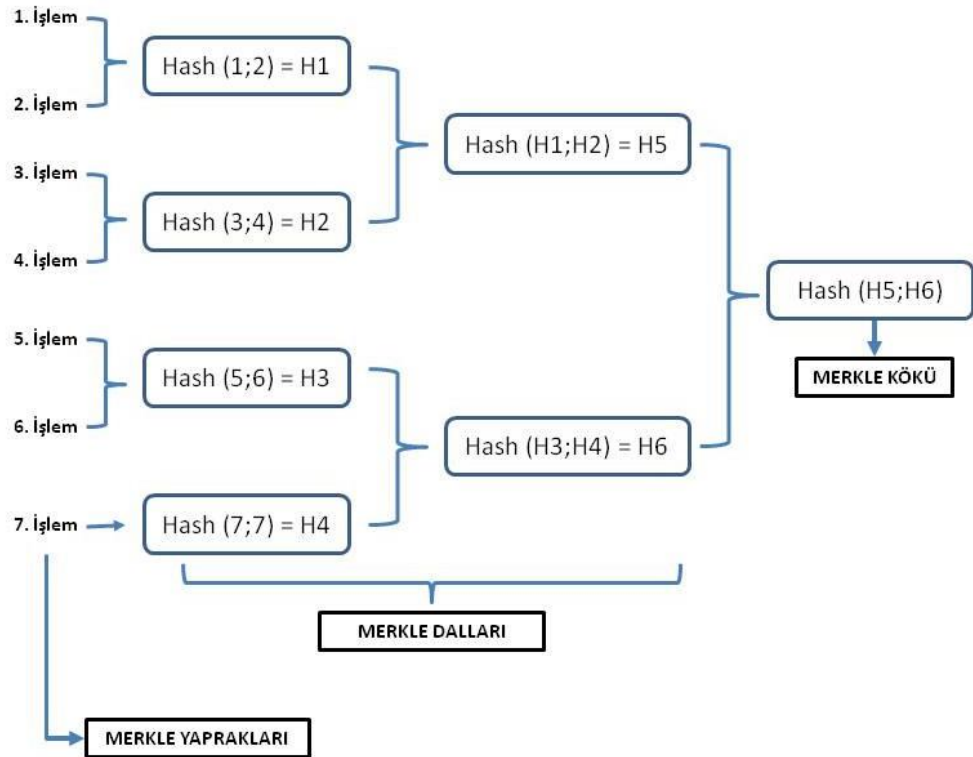 1. İşlem
Hash (1;2) = H1
2. İşlem
Hash (H1;H2) = H5
3. İşlem
Hash (3;4) = H2
4. İşlem
Hash (H5;H6)
MERKLE KÖKÜ
5. İşlem
Hash (5;6) = H3
6. İşlem
Hash (H3;H4) = H6
7. İşlem
Hash (7;7) = H4
MERKLE DALLARI
MERKLE YAPRAKLARI